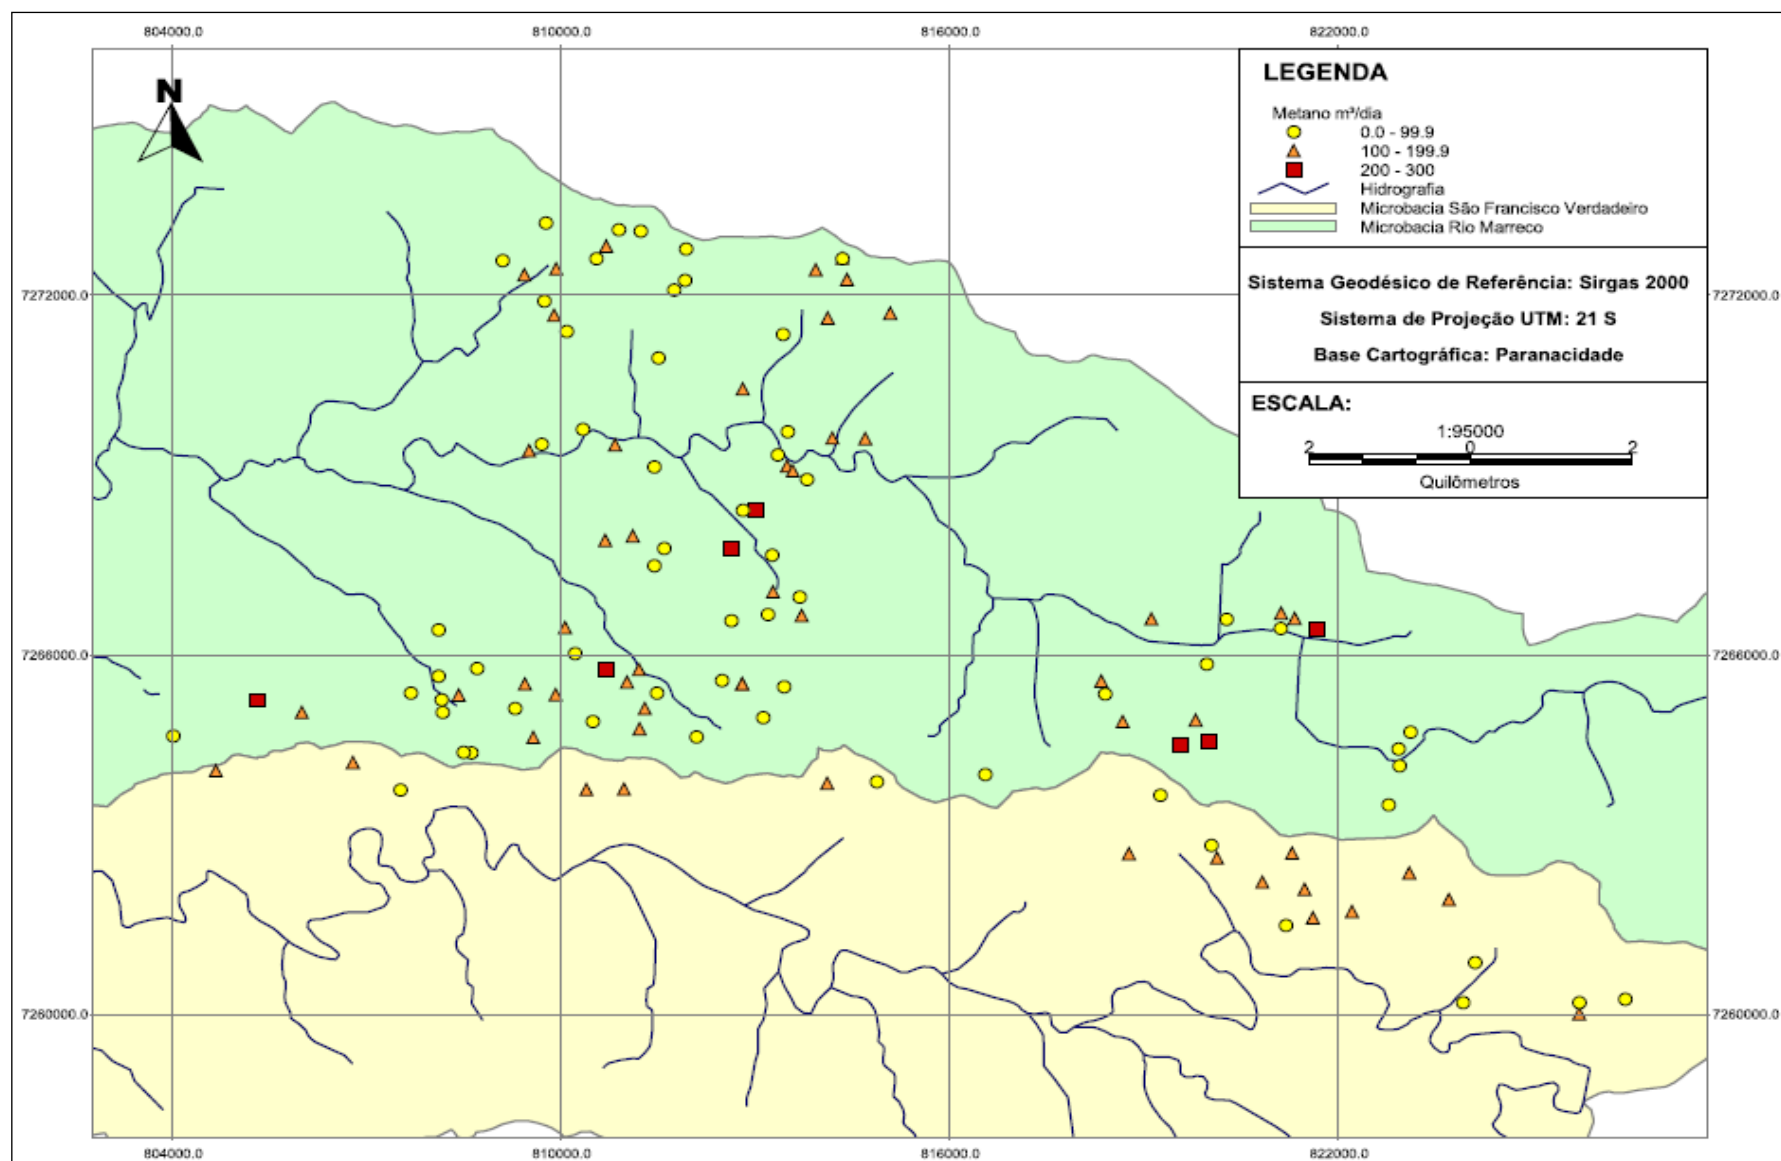 804000.0 810000.0 816000.0 822000.0
N
LEGENDA
Metano m³/dia
0.0 - 99.9
100 - 199.9
200 - 300
Hidrografia
Microbacia São Francisco Verdadeiro
Microbacia Rio Marreco
7272000.0 7272000.0
Sistema Geodésico de Referência: Sirgas 2000
Sistema de Projeção UTM: 21 S
Base Cartográfica: Paranacidade
ESCALA:
1:95000
2 0 2
Quilômetros
7266000.0 7266000.0
7260000.0 7260000.0
804000.0 810000.0 816000.0 822000.0